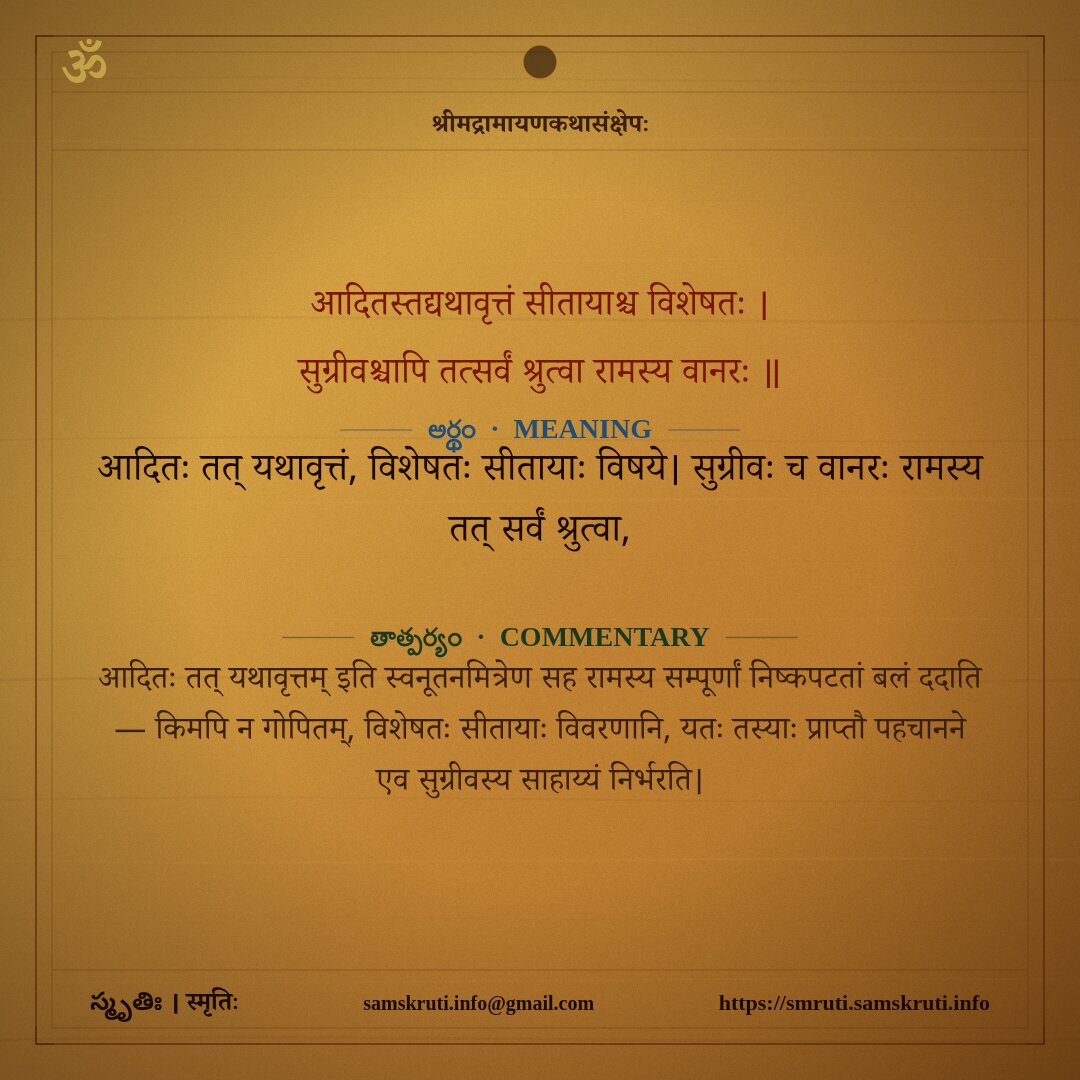 ॐ
श्रीमद्रामायणकथासंक्षेपः
आदितस्तद्यथावृत्तं सीतायाश्च विशेषतः |
सुग्रीवश्चापि तत्सर्वं श्रुत्वा रामस्य वानरः ||
అర్థం · MEANING
आदितः तत् यथावृत्तं, विशेषतः सीतायाः विषये| सुग्रीवः च वानरः रामस्य
तत् सर्वं श्रुत्वा,
తాత్పర్యం · COMMENTARY
आदितः तत् यथावृत्तम् इति स्वनूतनमित्रेण सह रामस्य सम्पूर्णां निष्कपटतां बलं ददाति
— किमपि न गोपितम्, विशेषतः सीतायाः विवरणानि, यतः तस्याः प्राप्तौ पहचानने
एव सुग्रीवस्य साहाय्यं निर्भरति|
స్మృతిః | स्मृतिः samskruti.info@gmail.com https://smruti.samskruti.info